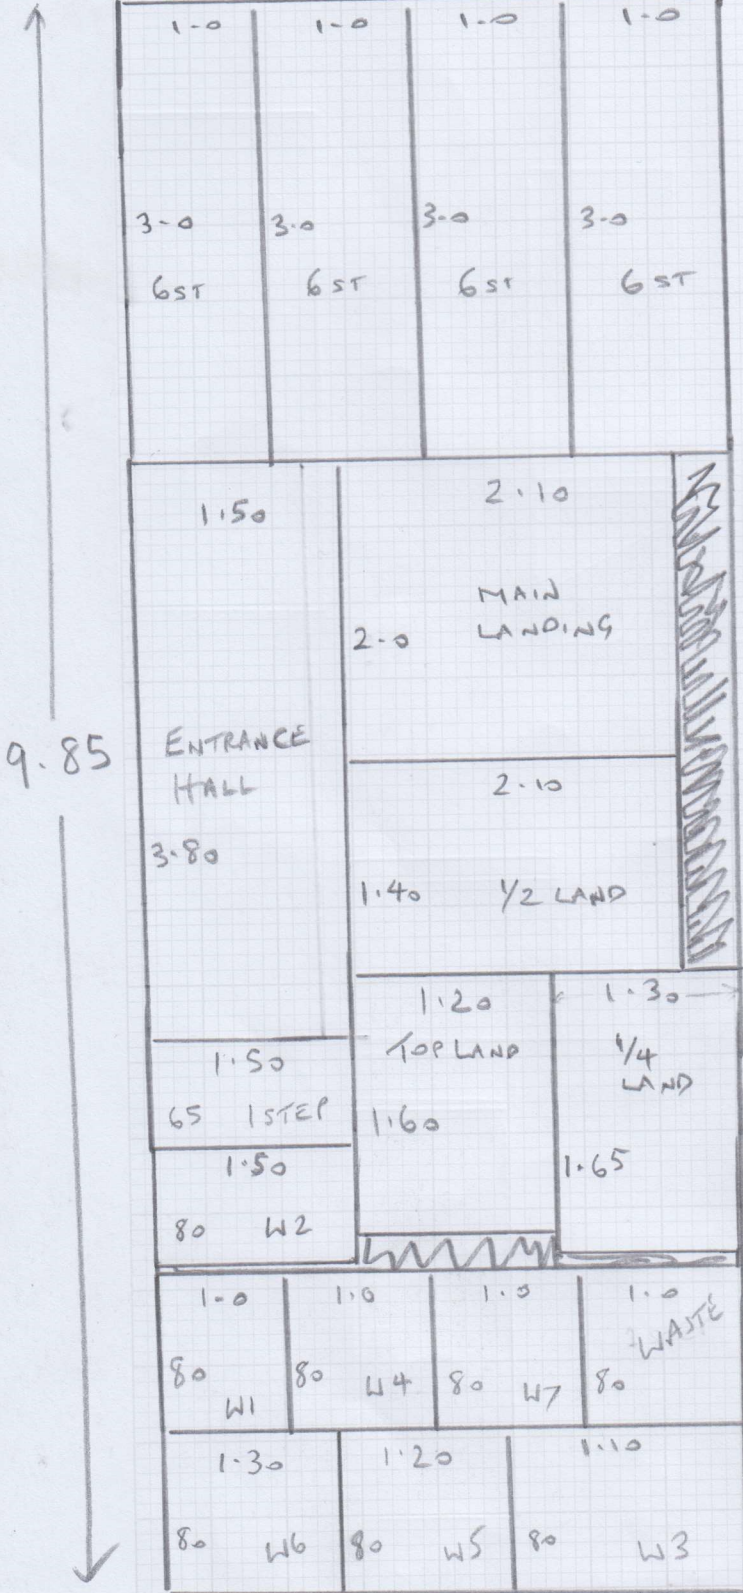 1-0 1-0 1-0 1-0
3-0 3.0 3-0 3-0
6ST 6ST 6ST 6ST
1.50
2.10
MAIN
LANDING
2-0
9.85
ENTRANCE
HALL
3-80
2.10
1.40 1/2 LAND
1.20
TOP LAND
1.60
1.30
1/4
LAND
1.65
1.50
65 1 STEP
1.50
80 W2
1-0 1.0 1.0 1.0
WASTE
80 W1 80 W4 80 W7 80
1.30 1.20 1.10
80 W6 80 W5 80 W3